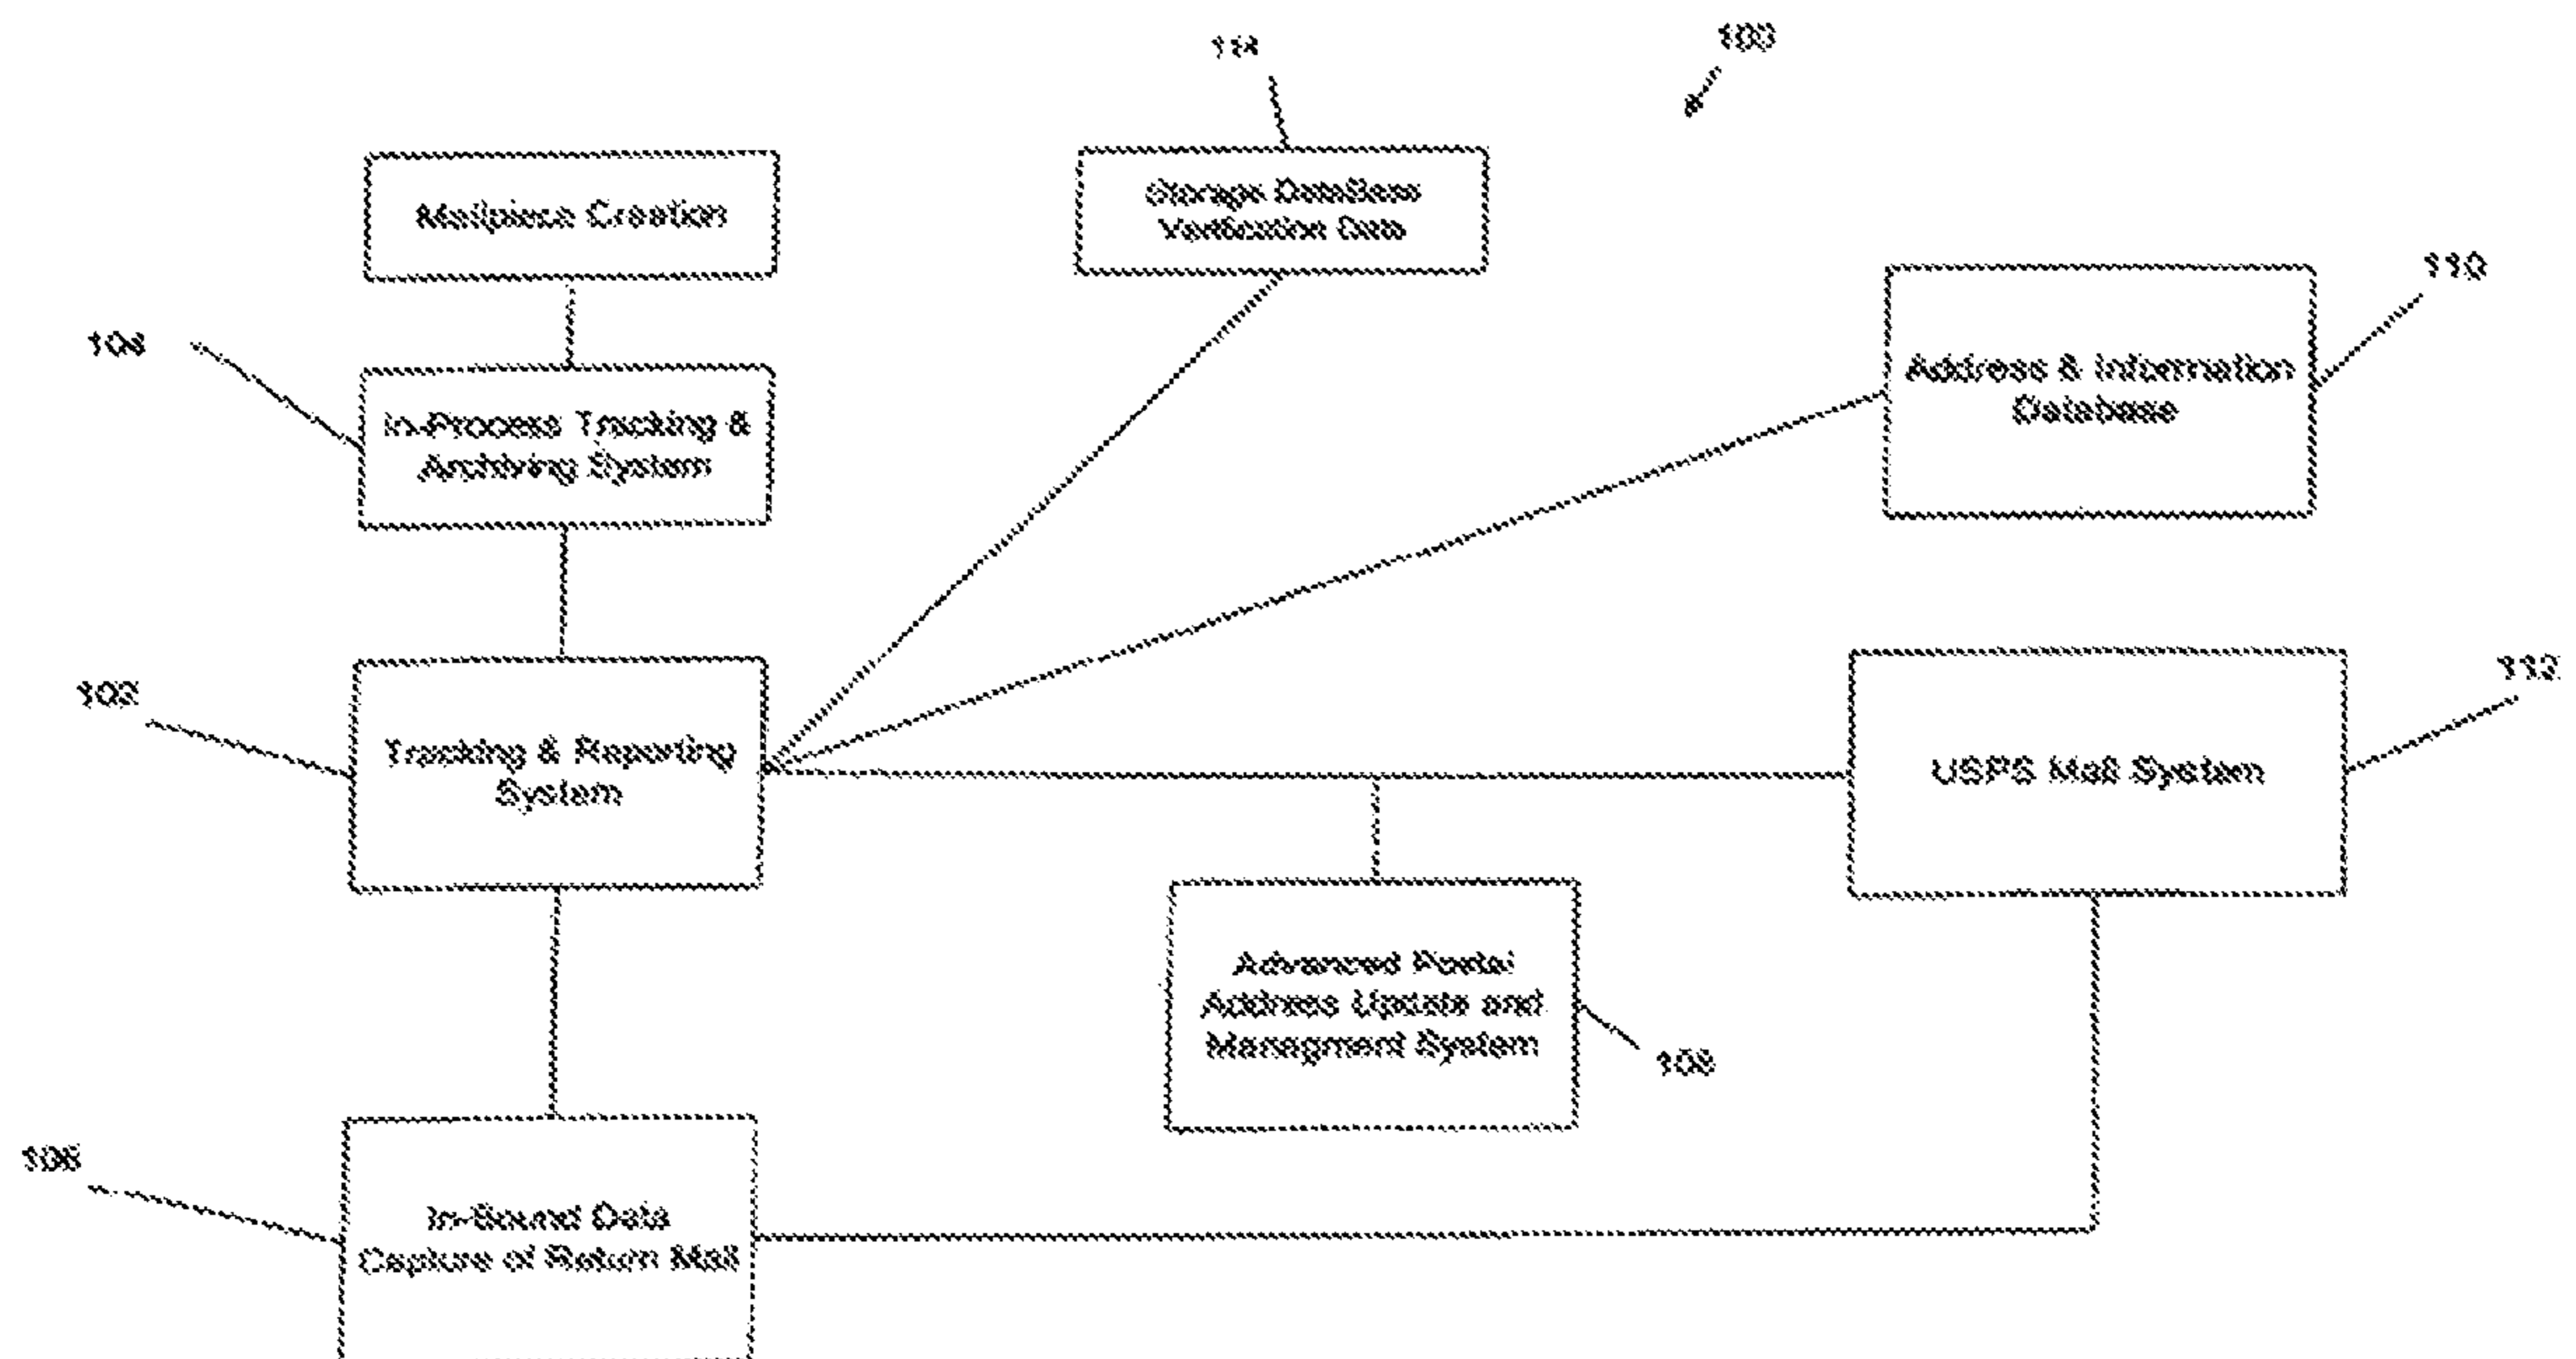 100
Mailpiece Creation
Storage DataBase
Verification Data
110
104
Address & Information
Database
In-Process Tracking &
Archiving System
102
112
Tracking & Reporting
System
USPS Mail System
Advanced Postal
Address Update and
Managment System
108
106
In-Bound Data
Capture of Return Mail